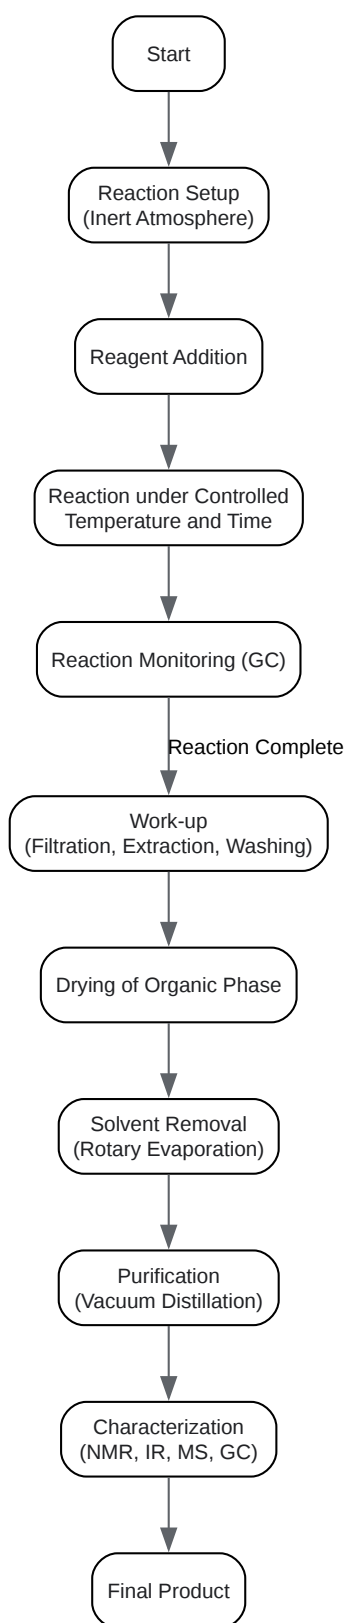 Start
Reaction Setup
(Inert Atmosphere)
Reagent Addition
Reaction under Controlled
Temperature and Time
Reaction Monitoring (GC)
Reaction Complete
Work-up
(Filtration, Extraction, Washing)
Drying of Organic Phase
Solvent Removal
(Rotary Evaporation)
Purification
(Vacuum Distillation)
Characterization
(NMR, IR, MS, GC)
Final Product